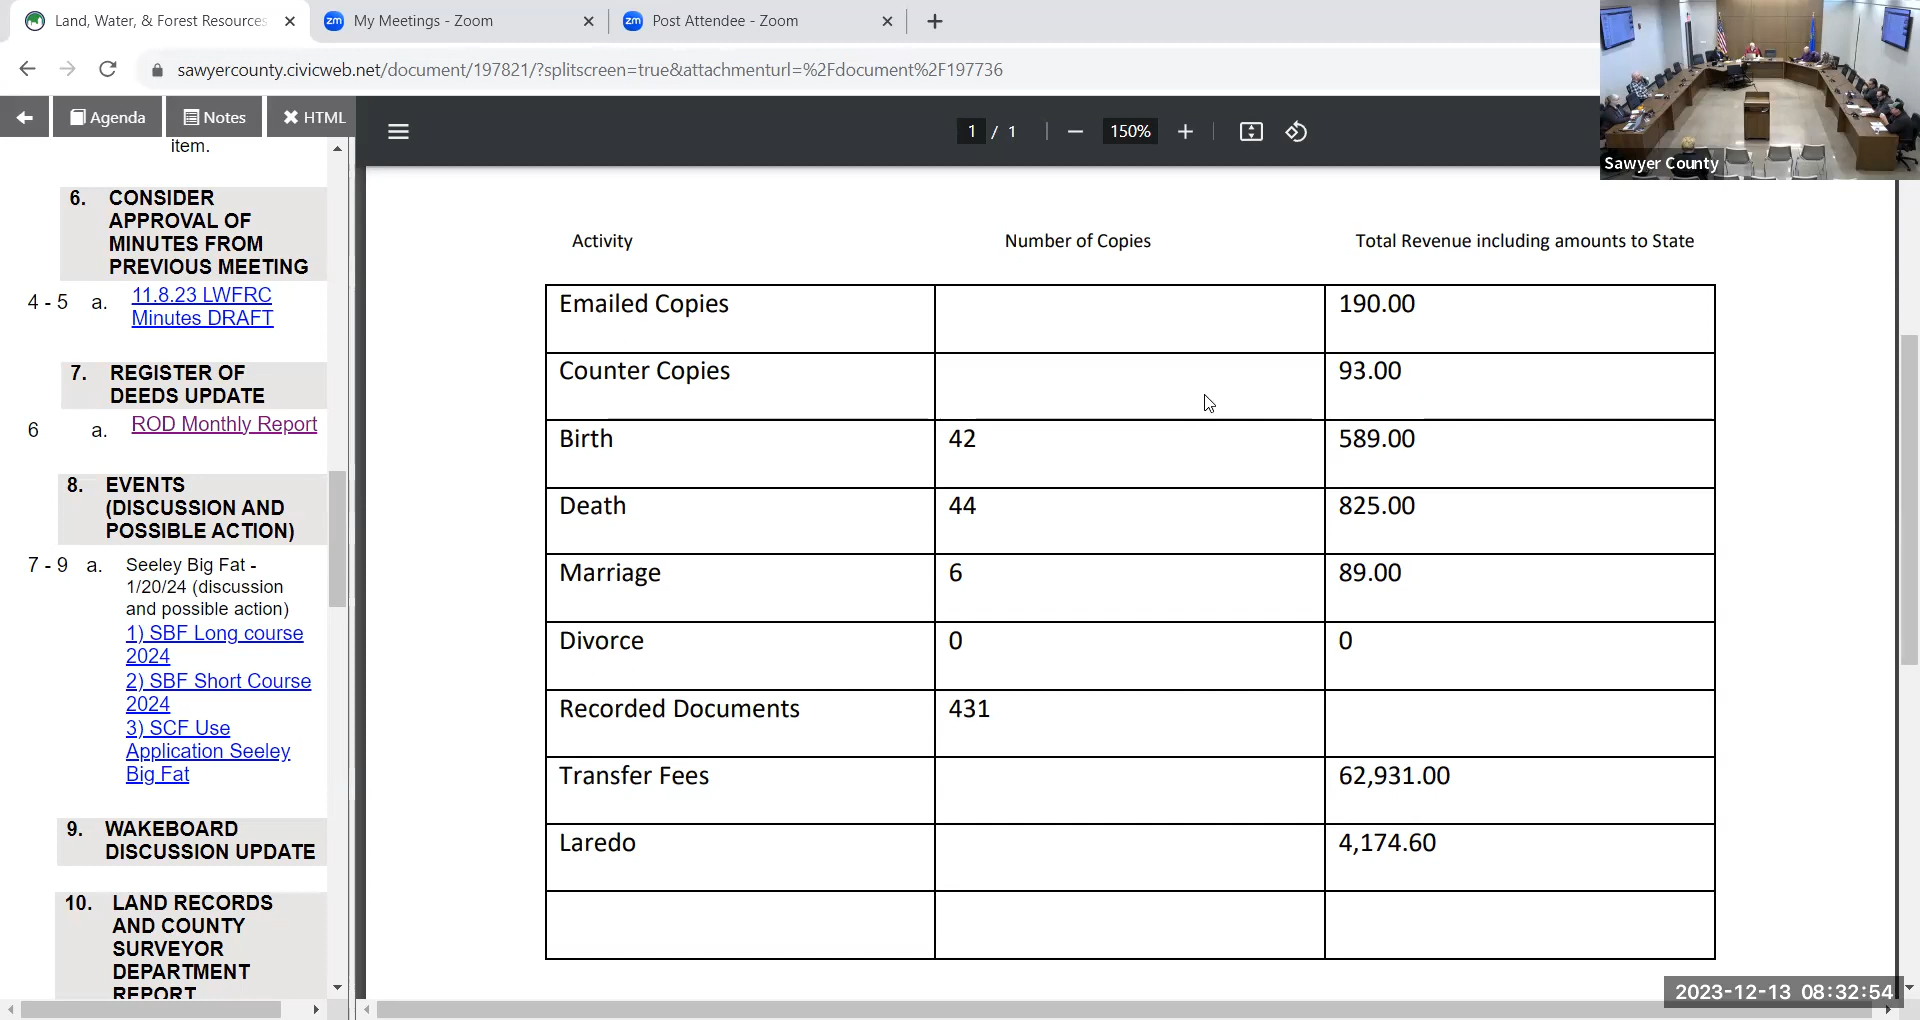 Land, Water, & Forest Resources
My Meetings - Zoom
Post Attendee - Zoom
sawyercounty.civicweb.net/document/197821/?splitscreen=true&attachmenturl=%2Fdocument%2F197736
Agenda
Notes
HTML
1 / 1
150%
Sawyer County
item.
6. CONSIDER
APPROVAL OF
MINUTES FROM
PREVIOUS MEETING
4 - 5 a. 11.8.23 LWFRC
Minutes DRAFT
7. REGISTER OF
DEEDS UPDATE
6 a. ROD Monthly Report
8. EVENTS
(DISCUSSION AND
POSSIBLE ACTION)
7 - 9 a. Seeley Big Fat -
1/20/24 (discussion
and possible action)
1) SBF Long course
2024
2) SBF Short Course
2024
3) SCF Use
Application Seeley
Big Fat
9. WAKEBOARD
DISCUSSION UPDATE
10. LAND RECORDS
AND COUNTY
SURVEYOR
DEPARTMENT
REPORT
Activity Number of Copies Total Revenue including amounts to State
Emailed Copies 190.00
Counter Copies 93.00
Birth 42 589.00
Death 44 825.00
Marriage 6 89.00
Divorce 0 0
Recorded Documents 431
Transfer Fees 62,931.00
Laredo 4,174.60
2023-12-13 08:32:54